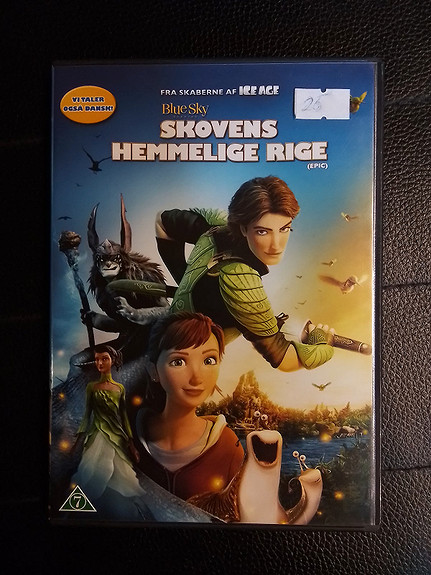 VI TALER
OGSÅ DANSK!
FRA SKABERNE AF ICE AGE
BlueSky
SKOVENS
HEMMELIGE RIGE
(EPIC)
7